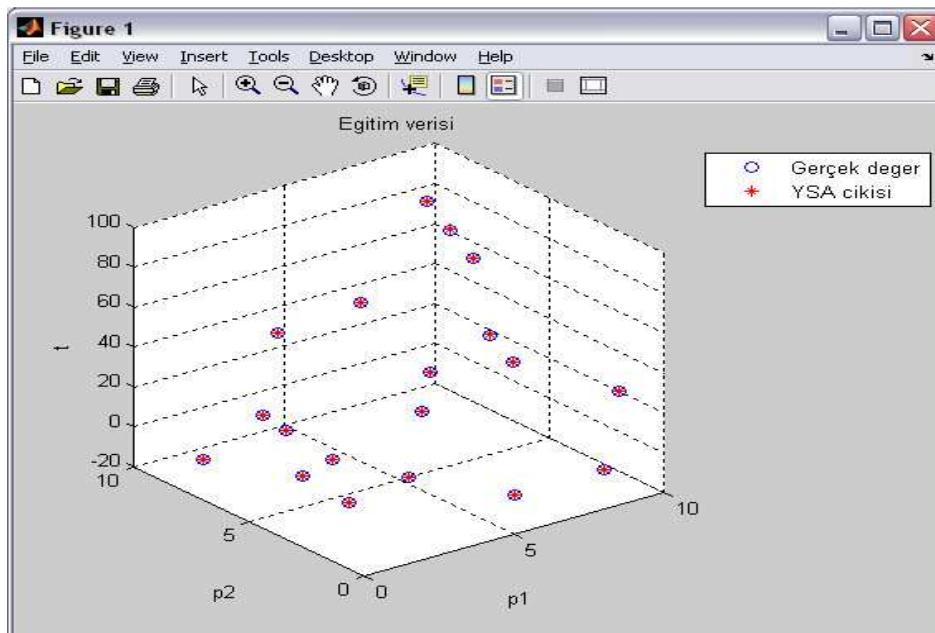 Figure 1
File Edit View Insert Tools Desktop Window Help
Egitim verisi
Gerçek deger
YSA cikisi
100
80
60
40
20
0
-20
t
10
5
0
p2
0
5
10
p1